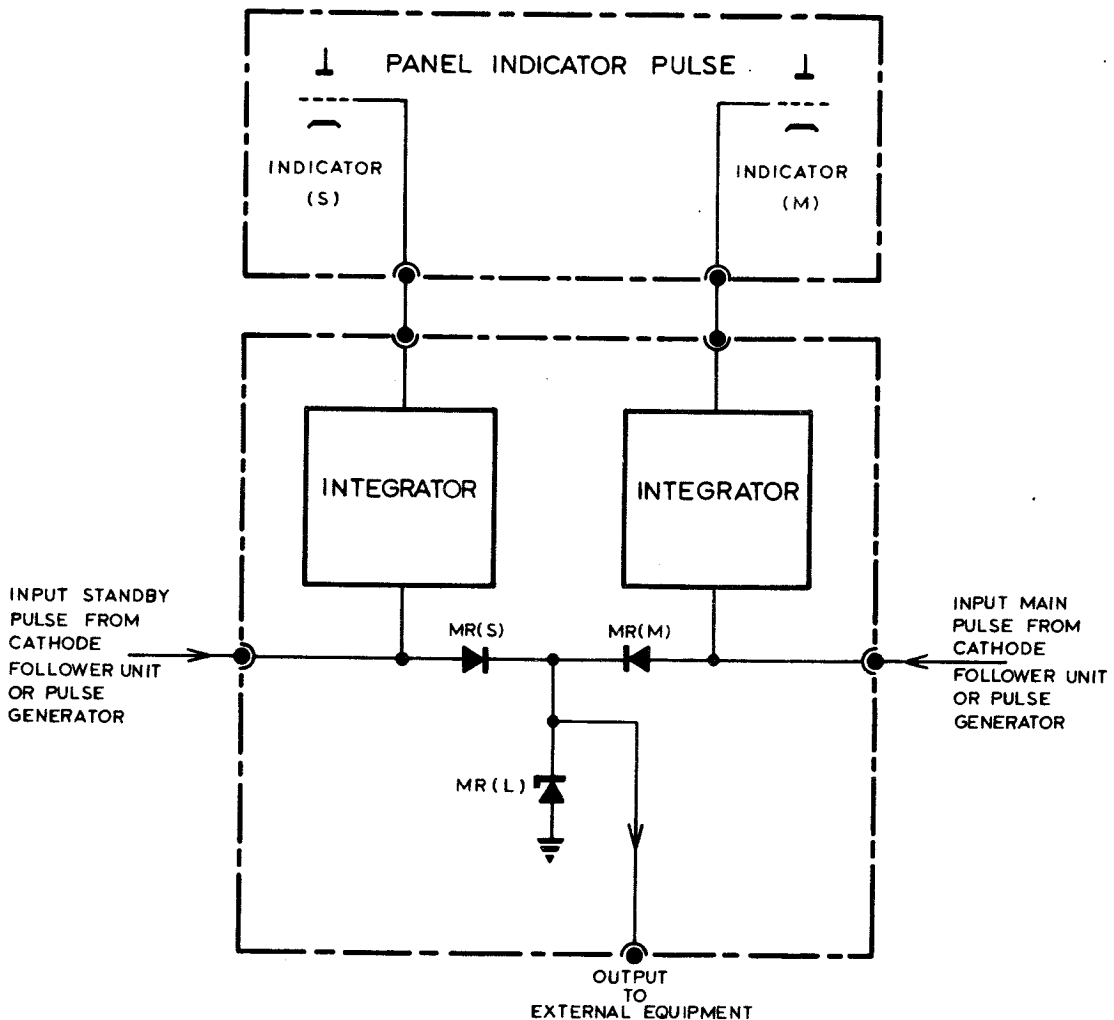 PANEL INDICATOR PULSE
INDICATOR
(S)
INDICATOR
(M)
INTEGRATOR
INTEGRATOR
INPUT STANDBY
PULSE FROM
CATHODE
FOLLOWER UNIT
OR PULSE
GENERATOR
MR(S)
MR(M)
INPUT MAIN
PULSE FROM
CATHODE
FOLLOWER UNIT
OR PULSE
GENERATOR
MR(L)
OUTPUT
TO
EXTERNAL EQUIPMENT